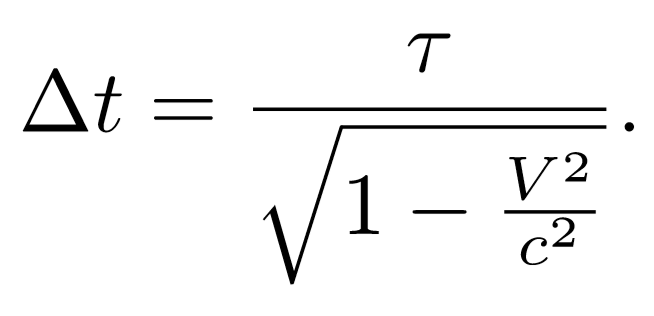 Δt = τ / √(1 − V²/c²).